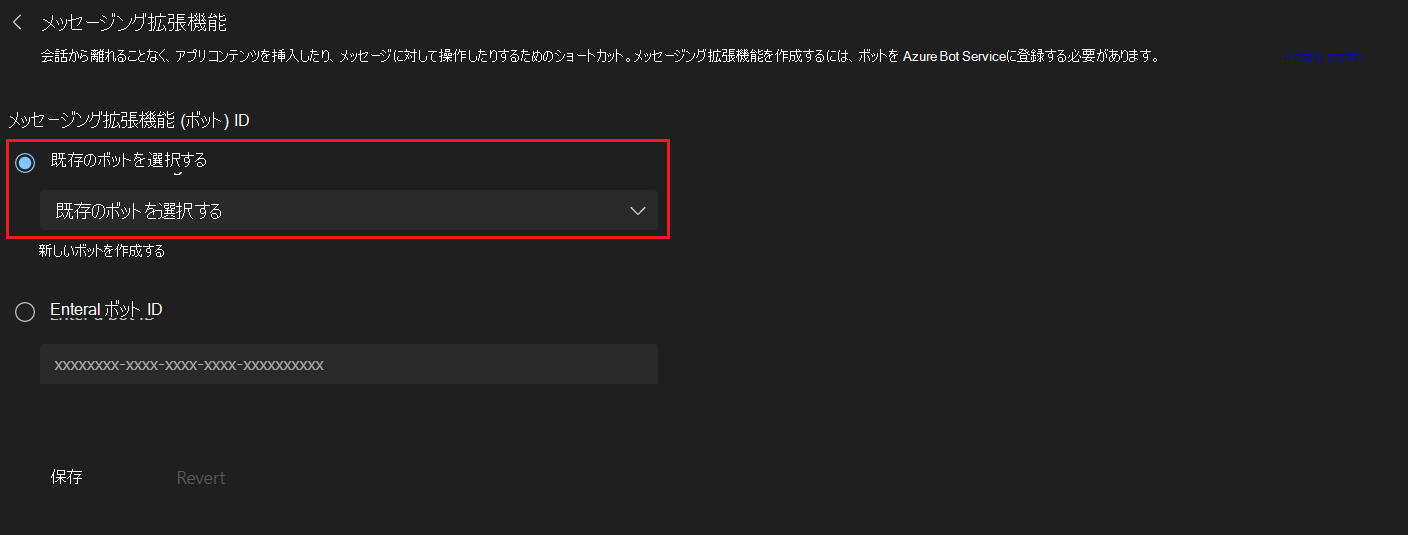 メッセージング拡張機能
会話から離れることなく、アプリコンテンツを挿入したり、メッセージに対して操作したりするためのショートカット。メッセージング拡張機能を作成するには、ボットを Azure Bot Serviceに登録する必要があります。 Learn more
メッセージング拡張機能 (ボット) ID
既存のボットを選択する
既存のボットを選択する
新しいボットを作成する
Enteral ボット ID
xxxxxxxx-xxxx-xxxx-xxxx-xxxxxxxxxx
保存 Revert